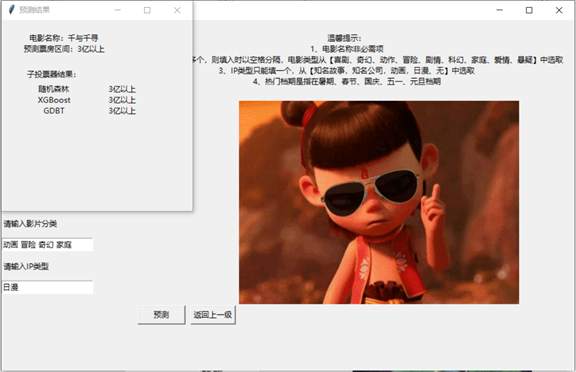 预测结果
电影名称：千与千寻
预测票房区间：3亿以上
子投票器结果：
随机森林 3亿以上
XGBoost 3亿以上
GDBT 3亿以上
温馨提示：
1、电影名称非必需项
多个，则填入时以空格分隔，电影类型从【喜剧、奇幻、动作、冒险、剧情、科幻、家庭、爱情、悬疑】中选取
3、IP类型只能填一个，从【知名故事，知名公司，动画，日漫、无】中选取
4、热门档期是指在暑期、春节、国庆、五一、元旦档期
请输入影片分类
动画 冒险 奇幻 家庭
请输入IP类型
日漫
预测 返回上一级